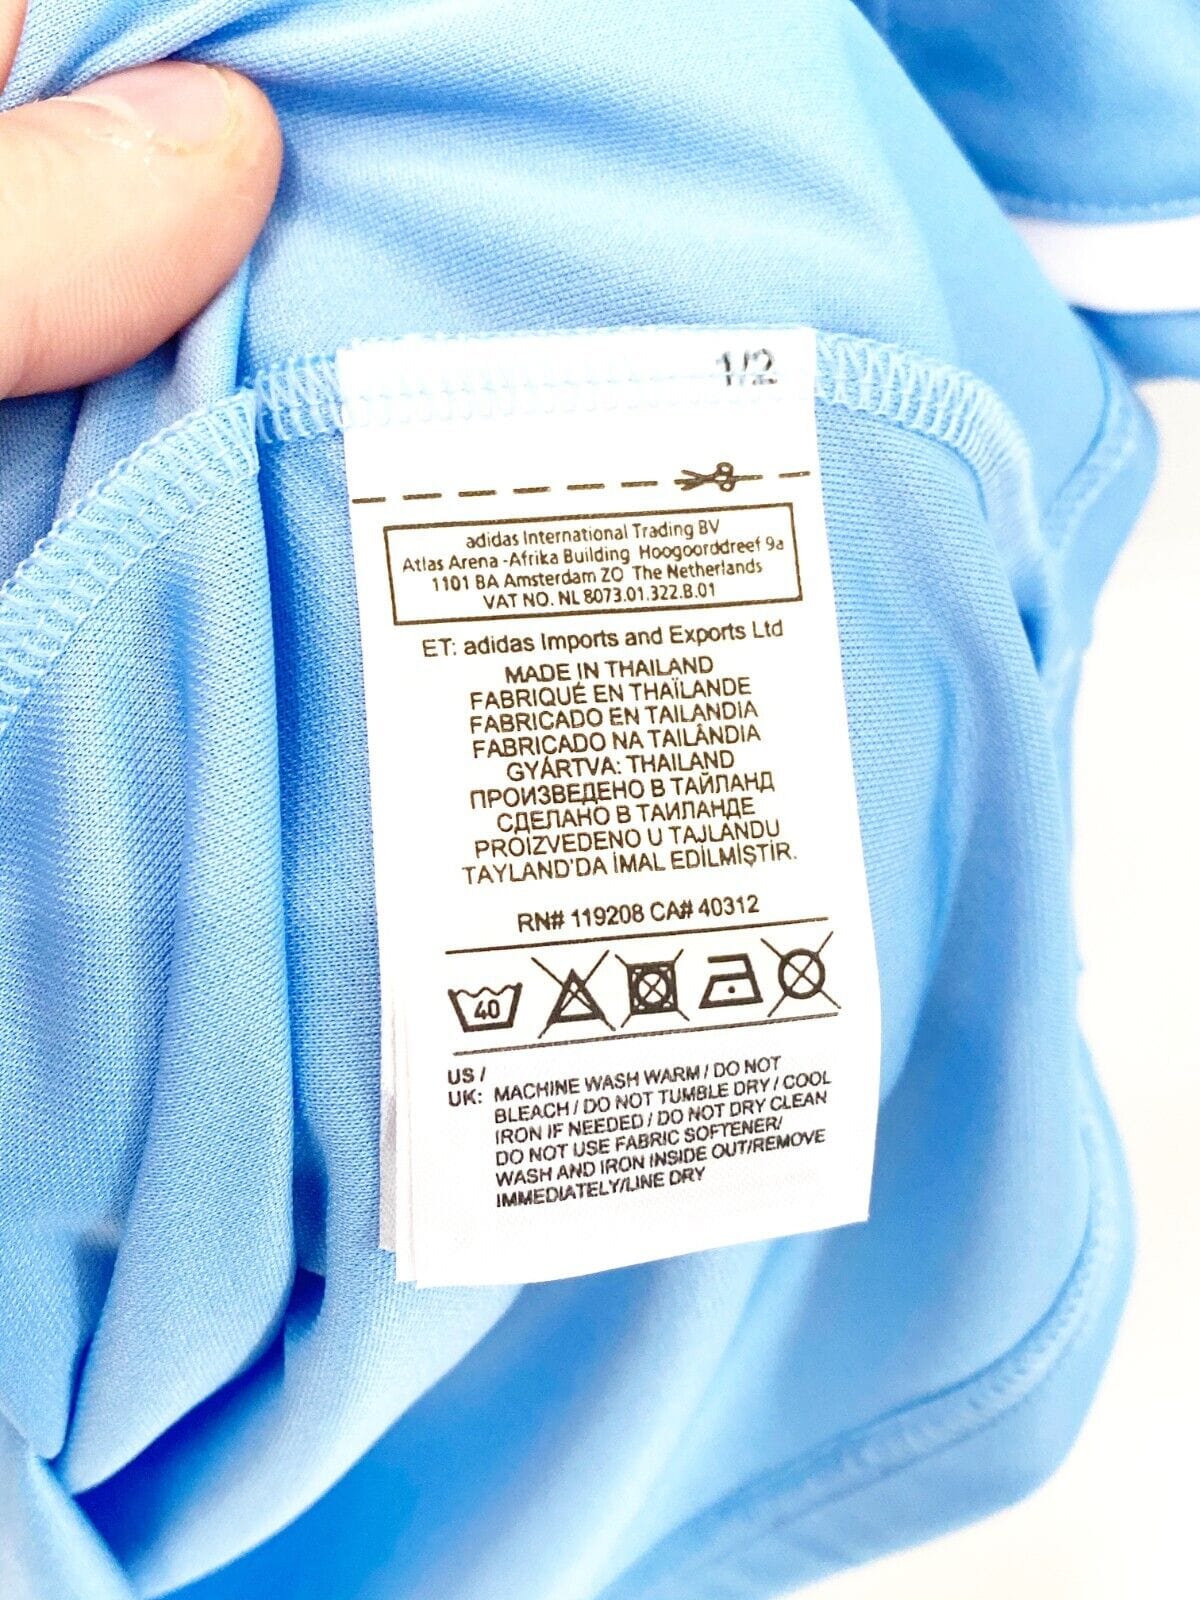 1/2
adidas International Trading BV
Atlas Arena -Afrika Building Hoogoorddreef 9a
1101 BA Amsterdam ZO The Netherlands
VAT NO. NL 8073.01.322.B.01
ET: adidas Imports and Exports Ltd
MADE IN THAILAND
FABRIQUÉ EN THAÏLANDE
FABRICADO EN TAILANDIA
FABRICADO NA TAILÂNDIA
GYÁRTVA: THAILAND
ПРОИЗВЕДЕНО В ТАЙЛАНД
СДЕЛАНО В ТАИЛАНДЕ
PROIZVEDENO U TAJLANDU
TAYLAND'DA İMAL EDİLMİŞTİR.
RN# 119208 CA# 40312
40
US /
UK: MACHINE WASH WARM / DO NOT
BLEACH / DO NOT TUMBLE DRY / COOL
IRON IF NEEDED / DO NOT DRY CLEAN
DO NOT USE FABRIC SOFTENER/
WASH AND IRON INSIDE OUT/REMOVE
IMMEDIATELY/LINE DRY